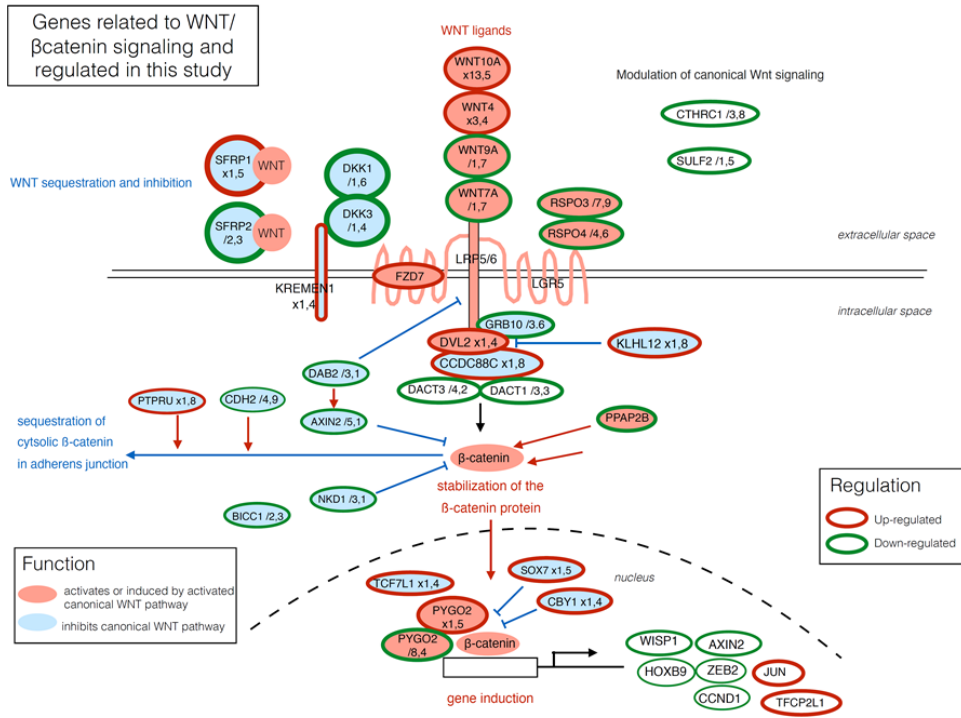 Genes related to WNT/
βcatenin signaling and
regulated in this study
WNT ligands
WNT10A
x13,5
WNT4
x3,4
WNT9A
/1,7
WNT7A
/1,7
Modulation of canonical Wnt signaling
CTHRC1 /3,8
SULF2 /1,5
WNT sequestration and inhibition
SFRP1
x1,5
WNT
SFRP2
/2,3
WNT
DKK1
/1,6
DKK3
/1,4
RSPO3 /7,9
RSPO4 /4,6
extracellular space
LRP5/6
FZD7
LGR5
KREMEN1
x1,4
intracellular space
GRB10 /3.6
DVL2 x1,4
KLHL12 x1,8
CCDC88C x1,8
DAB2 /3,1
DACT3 /4,2
DACT1 /3,3
PTPRU x1,8
CDH2 /4,9
AXIN2 /5,1
PPAP2B
sequestration of
cytsolic ß-catenin
in adherens junction
β-catenin
stabilization of the
ß-catenin protein
NKD1 /3,1
BICC1 /2,3
Regulation
Up-regulated
Down-regulated
Function
activates or induced by activated
canonical WNT pathway
inhibits canonical WNT pathway
nucleus
TCF7L1 x1,4
SOX7 x1,5
CBY1 x1,4
PYGO2
x1,5
PYGO2
/8,4
β-catenin
gene induction
WISP1
AXIN2
HOXB9
ZEB2
JUN
CCND1
TFCP2L1